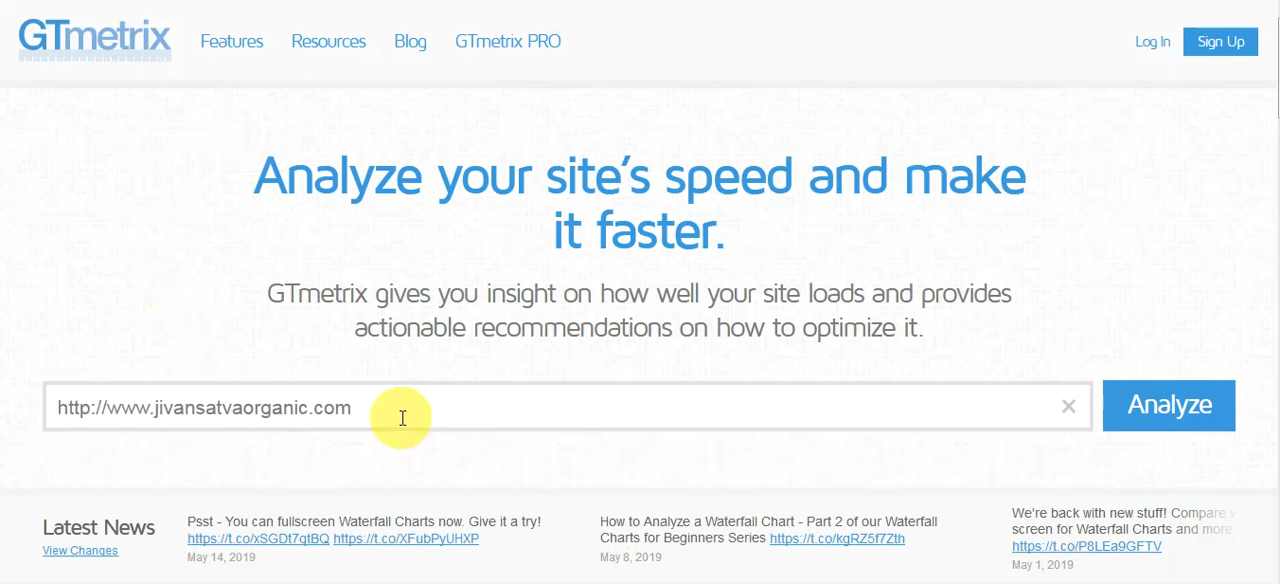 GTmetrix
Features
Resources
Blog
GTmetrix PRO
Log In
Sign Up
Analyze your site's speed and make
it faster.
GTmetrix gives you insight on how well your site loads and provides
actionable recommendations on how to optimize it.
http://www.jivansatvaorganic.com
×
Analyze
Latest News
View Changes
Psst - You can fullscreen Waterfall Charts now. Give it a try!
https://t.co/xSGDt7qtBQ https://t.co/XFubPyUHXP
May 14, 2019
How to Analyze a Waterfall Chart - Part 2 of our Waterfall
Charts for Beginners Series https://t.co/kgRZ5f7Zth
May 8, 2019
We're back with new stuff! Compare
screen for Waterfall Charts and more
https://t.co/P8LEa9GFTV
May 1, 2019